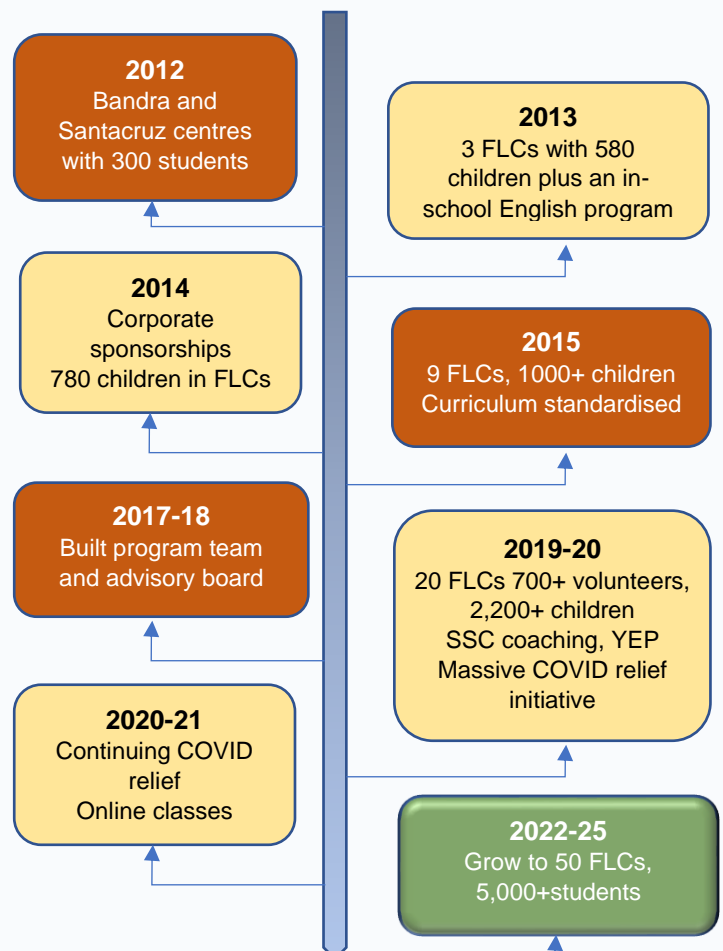 2012
Bandra and
Santacruz centres
with 300 students
2013
3 FLCs with 580
children plus an in-
school English program
2014
Corporate
sponsorships
780 children in FLCs
2015
9 FLCs, 1000+ children
Curriculum standardised
2017-18
Built program team
and advisory board
2019-20
20 FLCs 700+ volunteers,
2,200+ children
SSC coaching, YEP
Massive COVID relief
initiative
2020-21
Continuing COVID
relief
Online classes
2022-25
Grow to 50 FLCs,
5,000+students